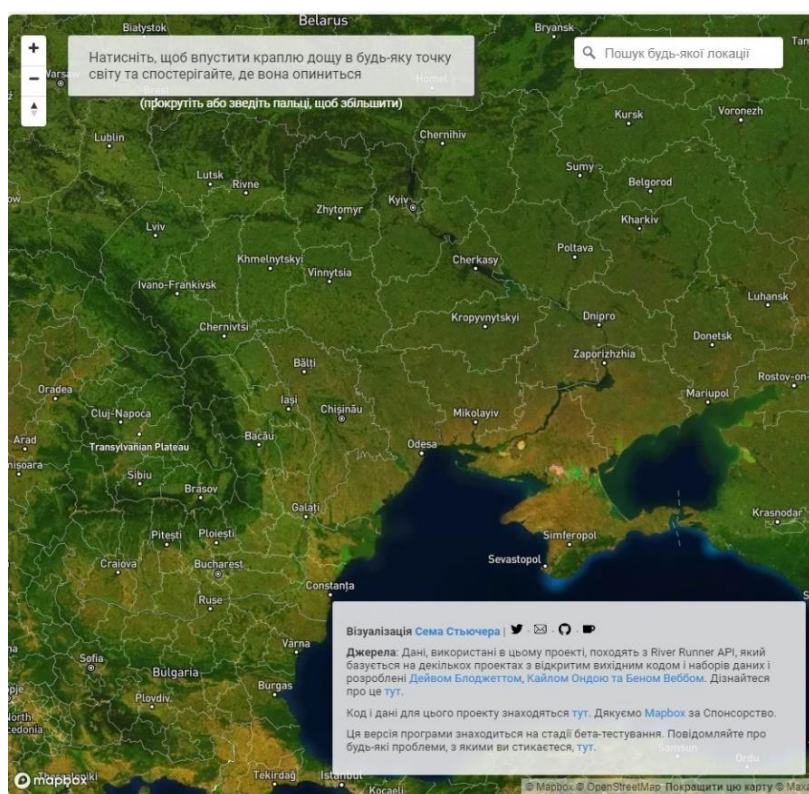 Białystok
Belarus
Bryansk
+
−
Натисніть, щоб впустити краплю дощу в будь-яку точку
світу та спостерігайте, де вона опиниться
Пошук будь-якої локації
(прокрутіть або зведіть пальці, щоб збільшити)
Homel
Kursk
Voronezh
Lublin
Chernihiv
Sumy
Lutsk
Rivne
Belgorod
Kyiv
Zhytomyr
Kharkiv
Lviv
Poltava
Khmelnytskyi
Cherkasy
Vinnytsia
Ivano-Frankivsk
Luhansk
Kropyvnytskyi
Dnipro
Chernivtsi
Donetsk
Zaporizhzhia
Bălți
Rostov-on-
Oradea
Mariupol
Iași
Cluj-Napoca
Chișinău
Mykolayiv
Bacău
Arad
Transylvanian Plateau
Odesa
Sibiu
Brașov
Galați
Krasnodar
Pitești
Ploiești
Simferopol
Craiova
Bucharest
Sevastopol
Constanța
Ruse
Візуалізація Сема Стьючера |
Varna
Джерела: Дані, використані в цьому проекті, походять з River Runner API, який
базується на декількох проектах з відкритим вихідним кодом і наборів даних і
розроблені Дейвом Блоджеттом, Кайлом Ондою та Беном Веббом. Дізнайтеся
про це тут.
Sofia
Bulgaria
Burgas
Plovdiv
Код і дані для цього проекту знаходяться тут. Дякуємо Mapbox за Спонсорство.
Ця версія програми знаходиться на стадії бета-тестування. Повідомляйте про
будь-які проблеми, з якими ви стикаєтеся, тут.
Samsun
Ordu
mapbox
Thessaloniki
Tekirdağ
Istanbul
Kocaeli
© Mapbox © OpenStreetMap Покращити цю карту © Max